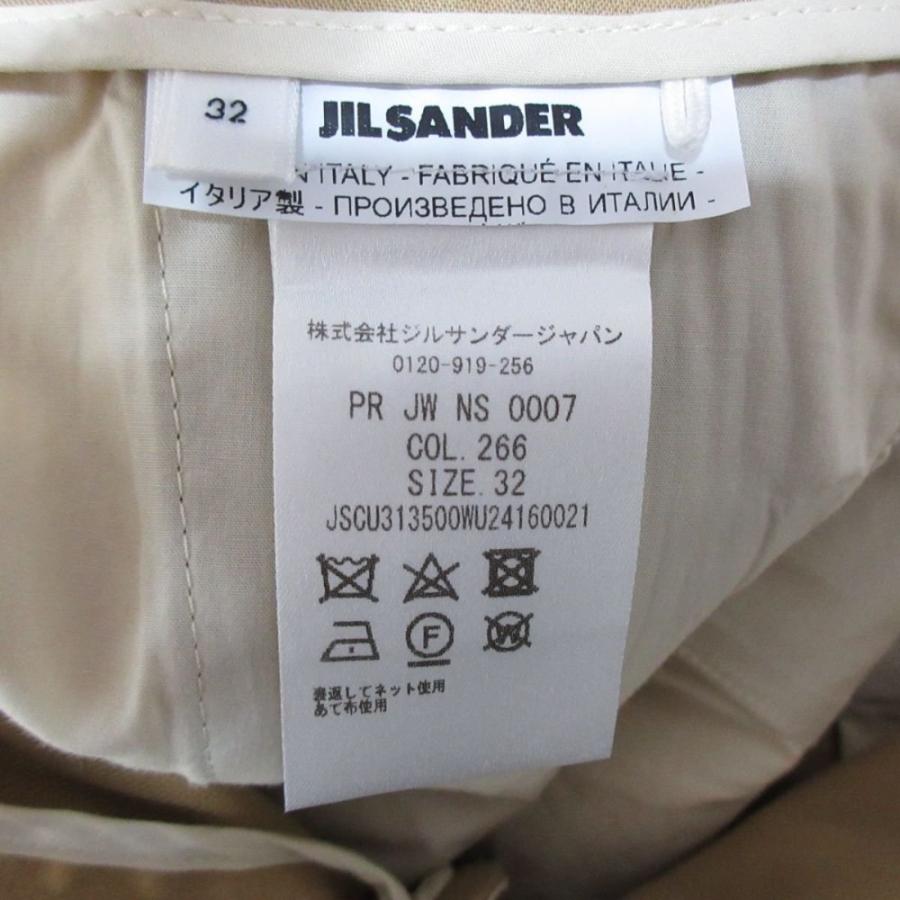 32
JIL SANDER
N ITALY - FABRIQUÉ EN ITALIE -
イタリア製 - ПРОИЗВЕДЕНО В ИТАЛИИ -
株式会社ジルサンダージャパン
0120-919-256
PR JW NS 0007
COL. 266
SIZE. 32
JSCU313500WU24160021
F
W
裏返してネット使用
あて布使用